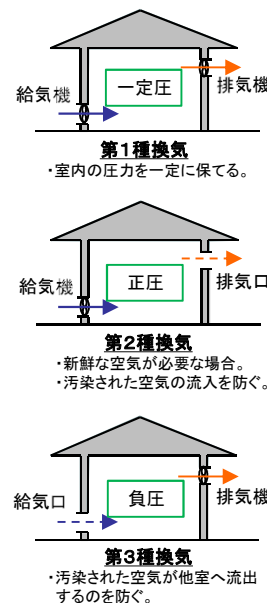 一定圧
給気機
排気機
第1種換気
・室内の圧力を一定に保てる。
正圧
給気機
排気口
第2種換気
・新鮮な空気が必要な場合。
・汚染された空気の流入を防ぐ。
負圧
給気口
排気機
第3種換気
・汚染された空気が他室へ流出
するのを防ぐ。